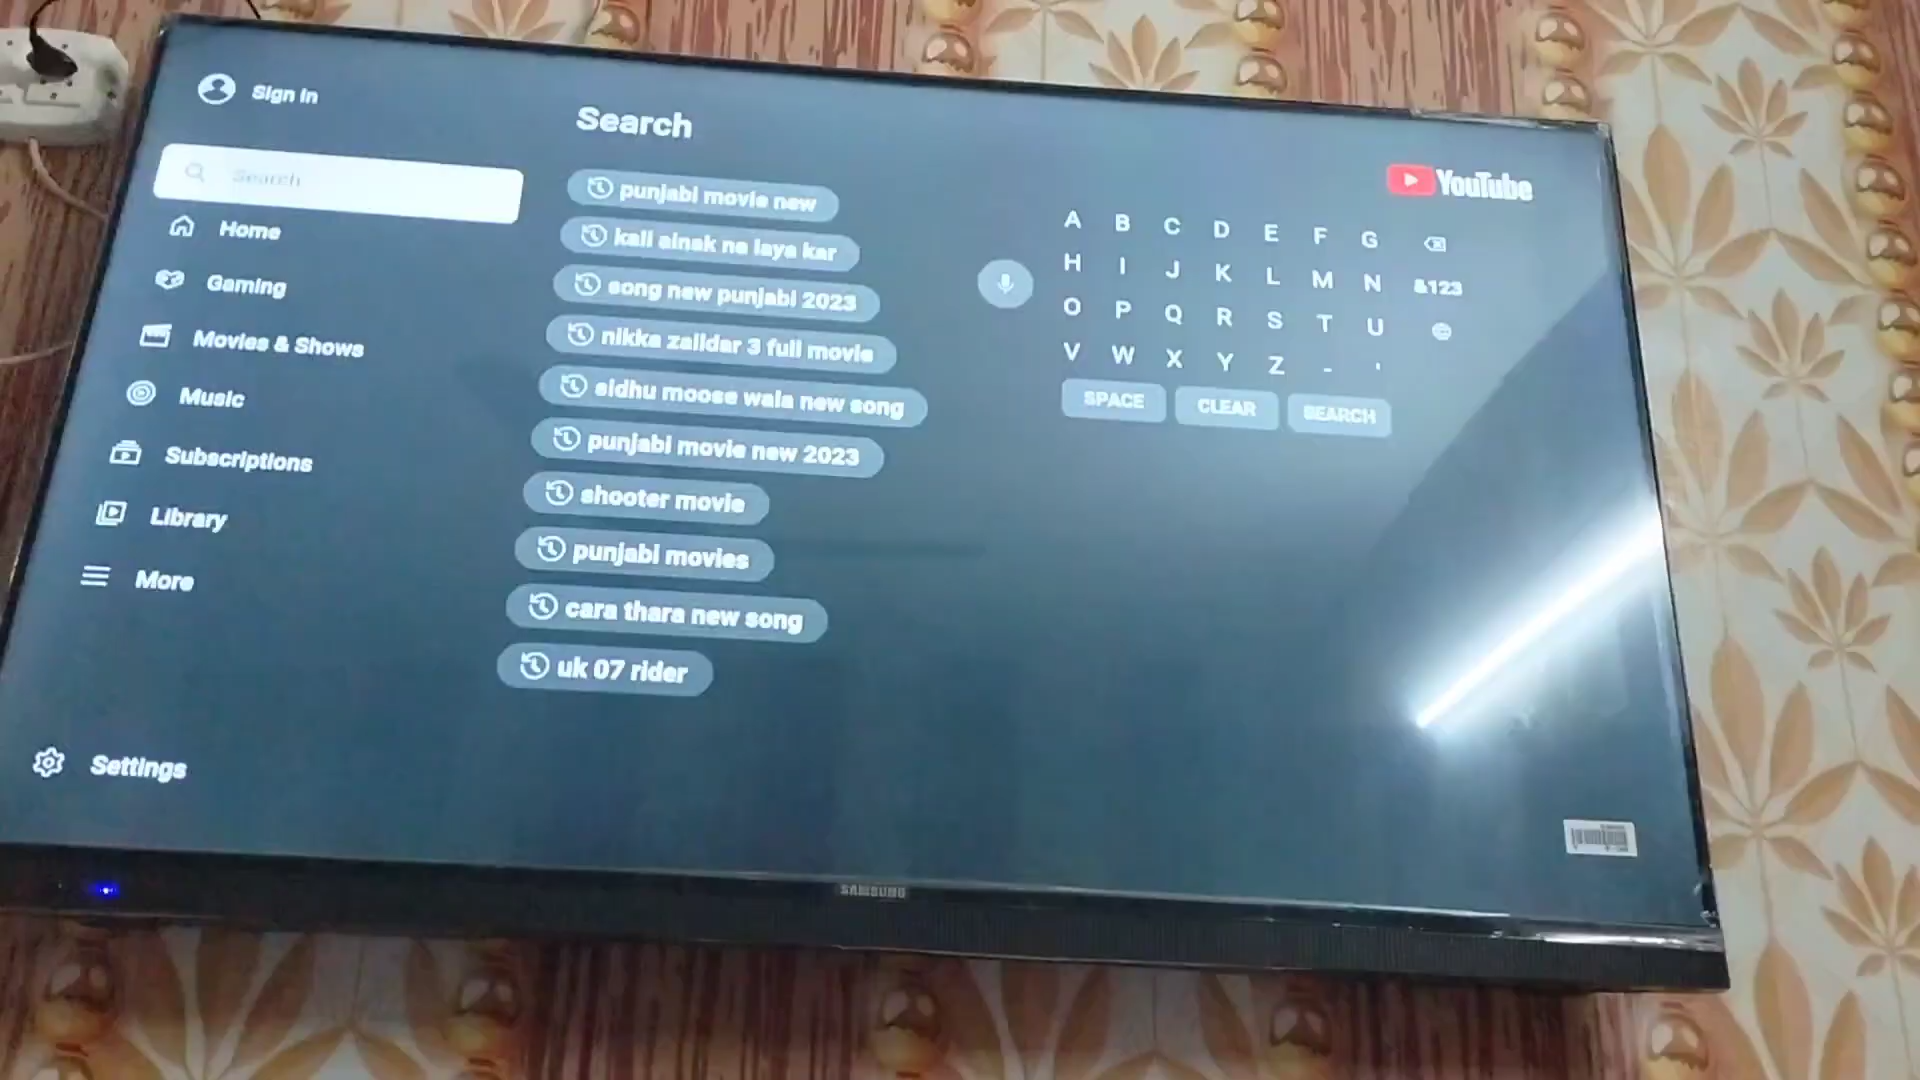 Sign in
Search
Home
Gaming
Movies & Shows
Music
Subscriptions
Library
More
Settings
Search
punjabi movie new
kali ainak na laya kar
song new punjabi 2023
nikka zaildar 3 full movie
sidhu moose wala new song
punjabi movie new 2023
shooter movie
punjabi movies
cara thara new song
uk 07 rider
YouTube
A B C D E F G
H I J K L M N &123
O P Q R S T U
V W X Y Z - '
SPACE CLEAR SEARCH
SAMSUNG